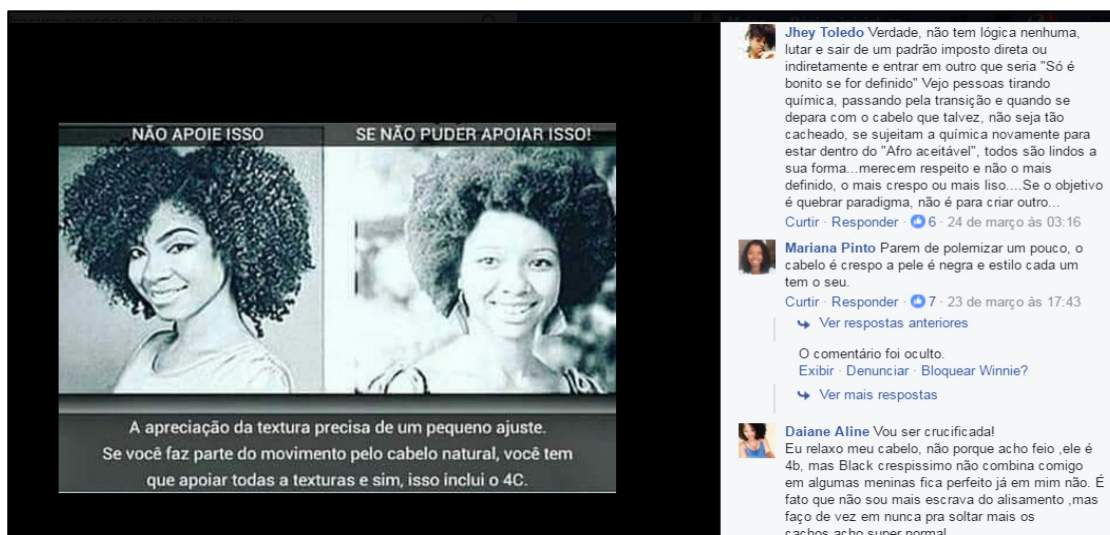 NÃO APOIE ISSO
SE NÃO PUDER APOIAR ISSO!
A apreciação da textura precisa de um pequeno ajuste.
Se você faz parte do movimento pelo cabelo natural, você tem
que apoiar todas a texturas e sim, isso inclui o 4C.
Jhey Toledo Verdade, não tem lógica nenhuma,
lutar e sair de um padrão imposto direta ou
indiretamente e entrar em outro que seria "Só é
bonito se for definido" Vejo pessoas tirando
química, passando pela transição e quando se
depara com o cabelo que talvez, não seja tão
cacheado, se sujeitam a química novamente para
estar dentro do "Afro aceitável", todos são lindos a
sua forma...merecem respeito e não o mais
definido, o mais crespo ou mais liso....Se o objetivo
é quebrar paradigma, não é para criar outro...
Curtir · Responder · 6 · 24 de março às 03:16
Mariana Pinto Parem de polemizar um pouco, o
cabelo é crespo a pele é negra e estilo cada um
tem o seu.
Curtir · Responder · 7 · 23 de março às 17:43
Ver respostas anteriores
O comentário foi oculto.
Exibir · Denunciar · Bloquear Winnie?
Ver mais respostas
Daiane Aline Vou ser crucificada!
Eu relaxo meu cabelo, não porque acho feio ,ele é
4b, mas Black crespissimo não combina comigo
em algumas meninas fica perfeito já em mim não. É
fato que não sou mais escrava do alisamento ,mas
faço de vez em nunca pra soltar mais os
cachos acho super normal